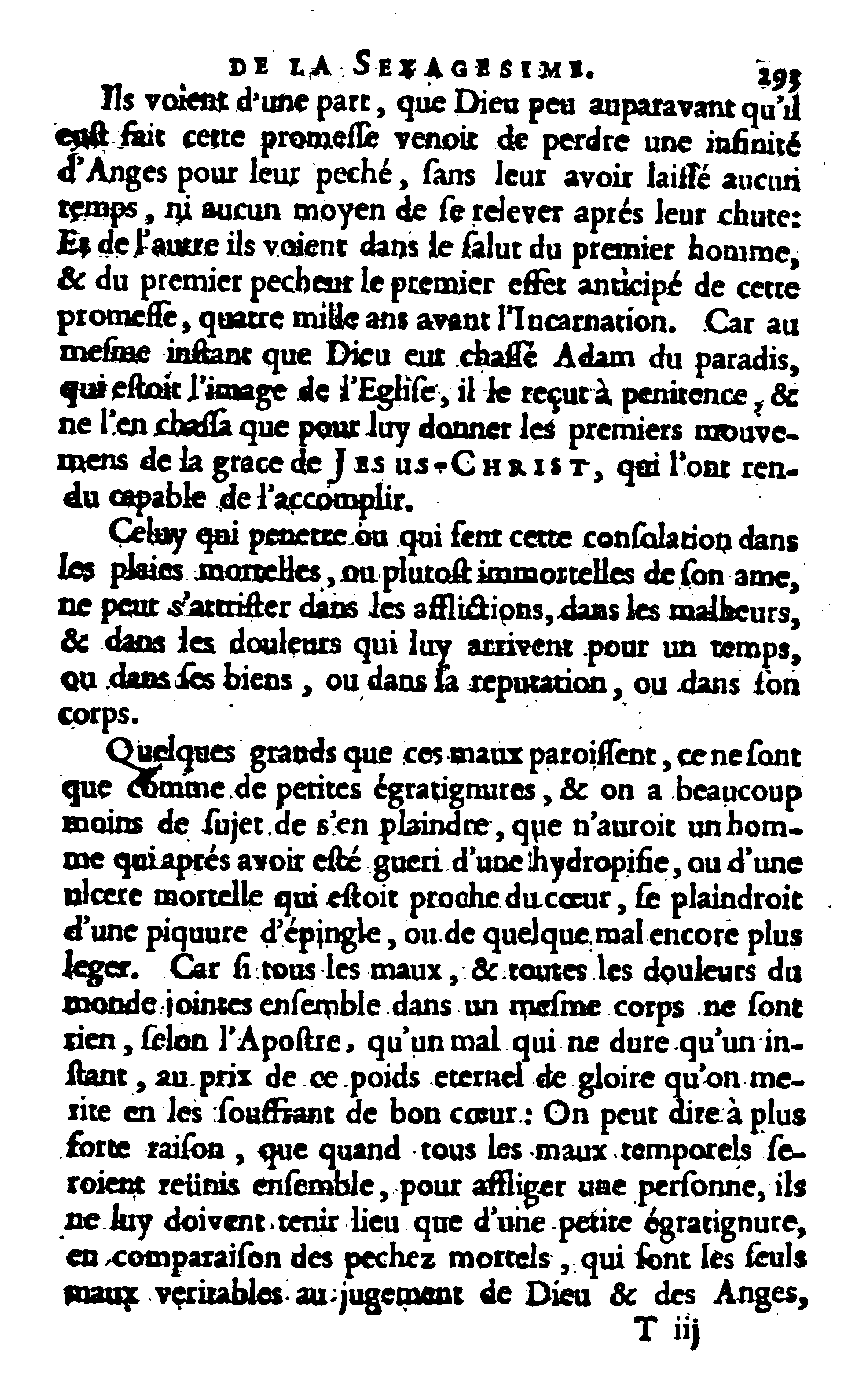 DE LA SEXAGESIME. 293
Ils voient d'une part, que Dieu peu auparavant qu'il
eust fait cette promeſſe venoit de perdre une infinité
d'Anges pour leur peché, ſans leur avoir laiſſé aucun
temps, ni aucun moyen de ſe relever aprés leur chute:
Et de l'autre ils voient dans le ſalut du premier homme,
& du premier pecheur le premier effet anticipé de cette
promeſſe, quatre mille ans avant l'Incarnation. Car au
meſme inſtant que Dieu eut chaſſé Adam du paradis,
qui eſtoit l'image de l'Egliſe, il le reçut à penitence, &
ne l'en chaſſa que pour luy donner les premiers mouve-
mens de la grace de JESUS-CHRIST, qui l'ont ren-
du capable de l'accomplir.
Celuy qui penetre ou qui ſent cette conſolation dans
les plaies mortelles, ou plutoſt immortelles de ſon ame,
ne peut s'attriſter dans les afflictions, dans les malheurs,
& dans les douleurs qui luy arrivent pour un temps,
ou dans ſes biens, ou dans ſa reputation, ou dans ſon
corps.
Quelques grands que ces maux paroiſſent, ce ne ſont
que comme de petites égratignures, & on a beaucoup
moins de ſujet de s'en plaindre, que n'auroit un hom-
me qui aprés avoir eſté gueri d'une hydropiſie, ou d'une
ulcere mortelle qui eſtoit proche du cœur, ſe plaindroit
d'une piquure d'épingle, ou de quelque mal encore plus
leger. Car ſi tous les maux, & toutes les douleurs du
monde jointes enſemble dans un meſme corps ne ſont
rien, ſelon l'Apoſtre, qu'un mal qui ne dure qu'un in-
ſtant, au prix de ce poids eternel de gloire qu'on me-
rite en les ſouffrant de bon cœur: On peut dire à plus
forte raiſon, que quand tous les maux temporels ſe-
roient reünis enſemble, pour affliger une perſonne, ils
ne luy doivent tenir lieu que d'une petite égratignure,
en comparaiſon des pechez mortels, qui ſont les ſeuls
maux veritables au jugement de Dieu & des Anges,
T iij